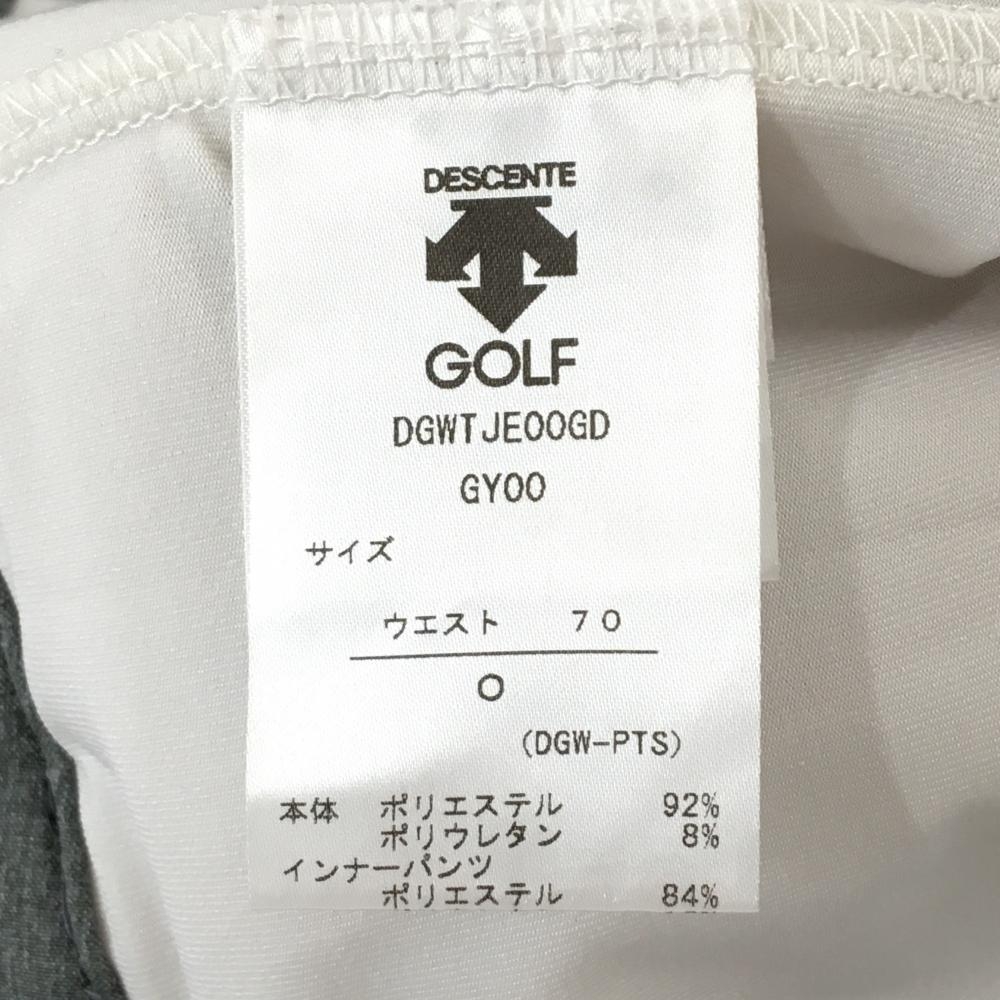 DESCENTE
GOLF
DGWTJE00GD
GY00
サイズ
ウエスト 70
O
(DGW-PTS)
本体 ポリエステル 92%
ポリウレタン 8%
インナーパンツ
ポリエステル 84%